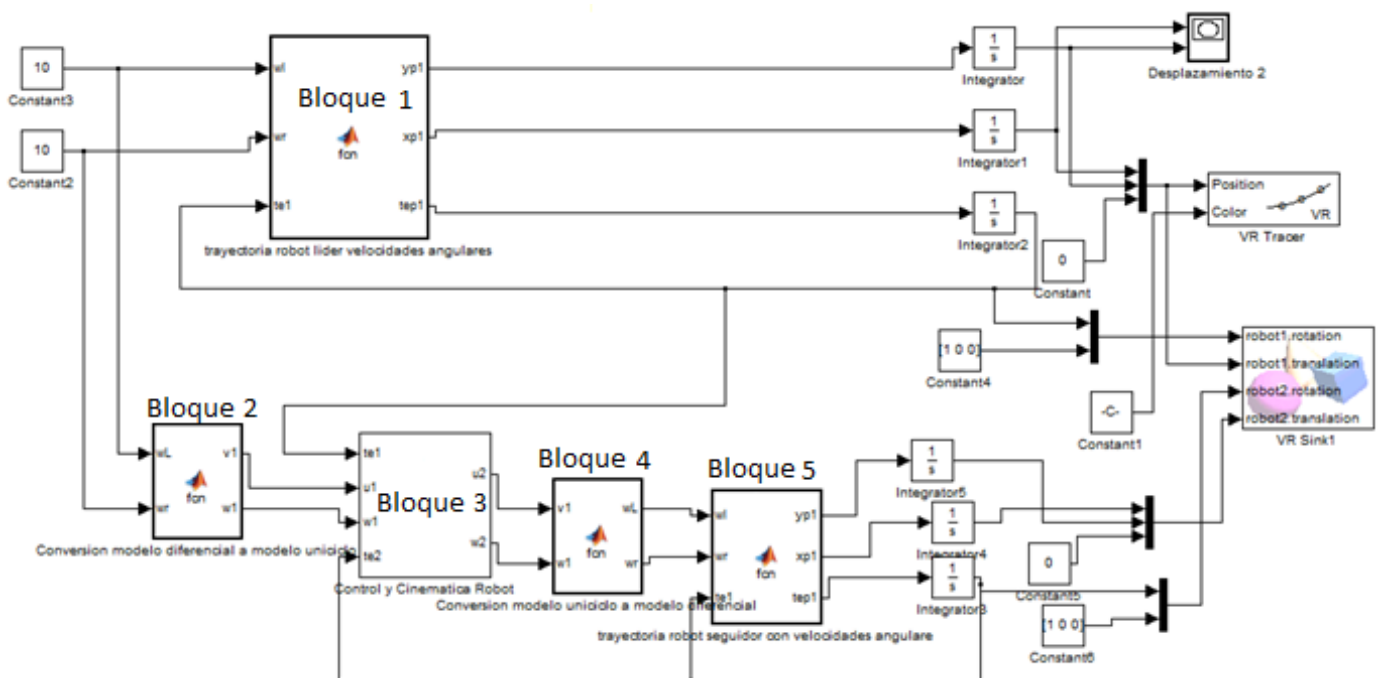 10
Constant3
10
Constant2
wl
wr
te1
Bloque 1
fcn
yp1
xp1
tep1
trayectoria robot lider velocidades angulares
1
s
Integrator
1
s
Integrator1
1
s
Integrator2
Desplazamiento 2
0
Constant
Position
Color
VR
VR Tracer
[1 0 0]
Constant4
-C-
Constant1
robot1.rotation
robot1.translation
robot2.rotation
robot2.translation
VR Sink1
Bloque 2
wL
wr
fcn
v1
w1
Conversion modelo diferencial a modelo uniciclo
te1
u1
w1
te2
Bloque 3
u2
w2
Control y Cinematica Robot
Bloque 4
v1
w1
fcn
wL
wr
Conversion modelo uniciclo a modelo diferencial
Bloque 5
wl
wr
te1
fcn
yp1
xp1
tep1
trayectoria robot seguidor con velocidades angulare
1
s
Integrator5
1
s
Integrator4
1
s
Integrator3
0
Constant5
[1 0 0]
Constant6